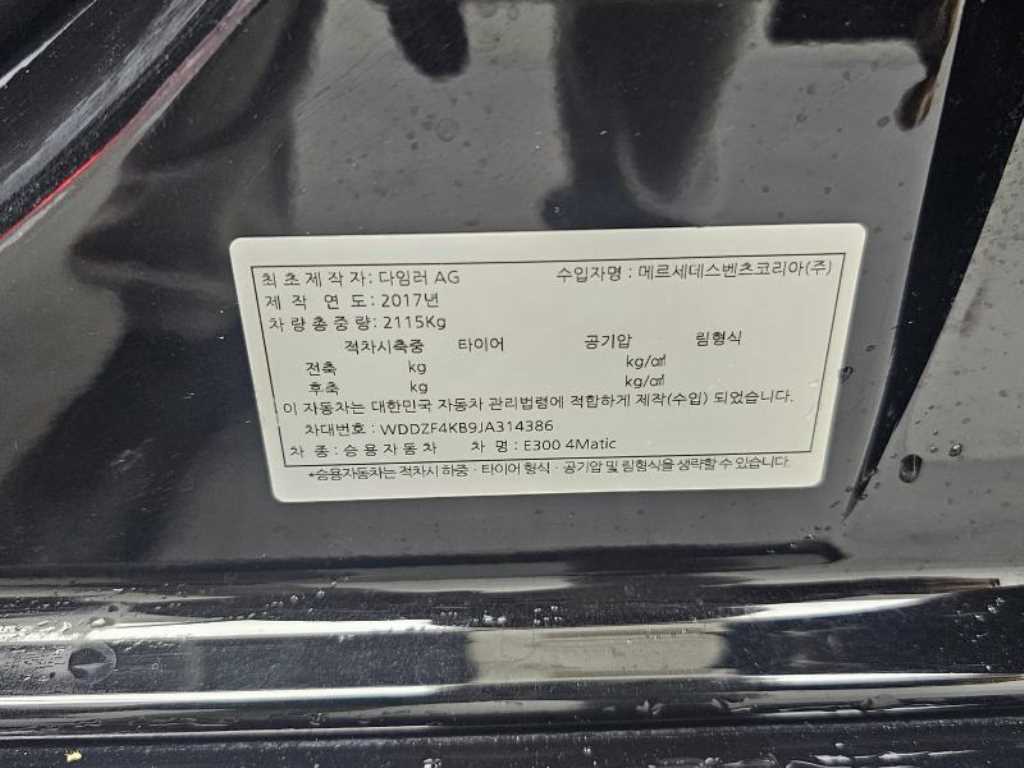 최초제작자: 다임러 AG 수입자명 : 메르세데스벤츠코리아(주)
제작 연도: 2017년
차량총중량: 2115Kg
적차시축중 타이어 공기압 림형식
전축 kg kg/㎠
후축 kg kg/㎠
이 자동차는 대한민국 자동차 관리법령에 적합하게 제작(수입) 되었습니다.
차대번호 : WDDZF4KB9JA314386
차 종 : 승용자동차 차 명 : E300 4Matic
*승용자동차는 적차시 하중 · 타이어 형식 · 공기압 및 림형식을 생략할 수 있습니다.